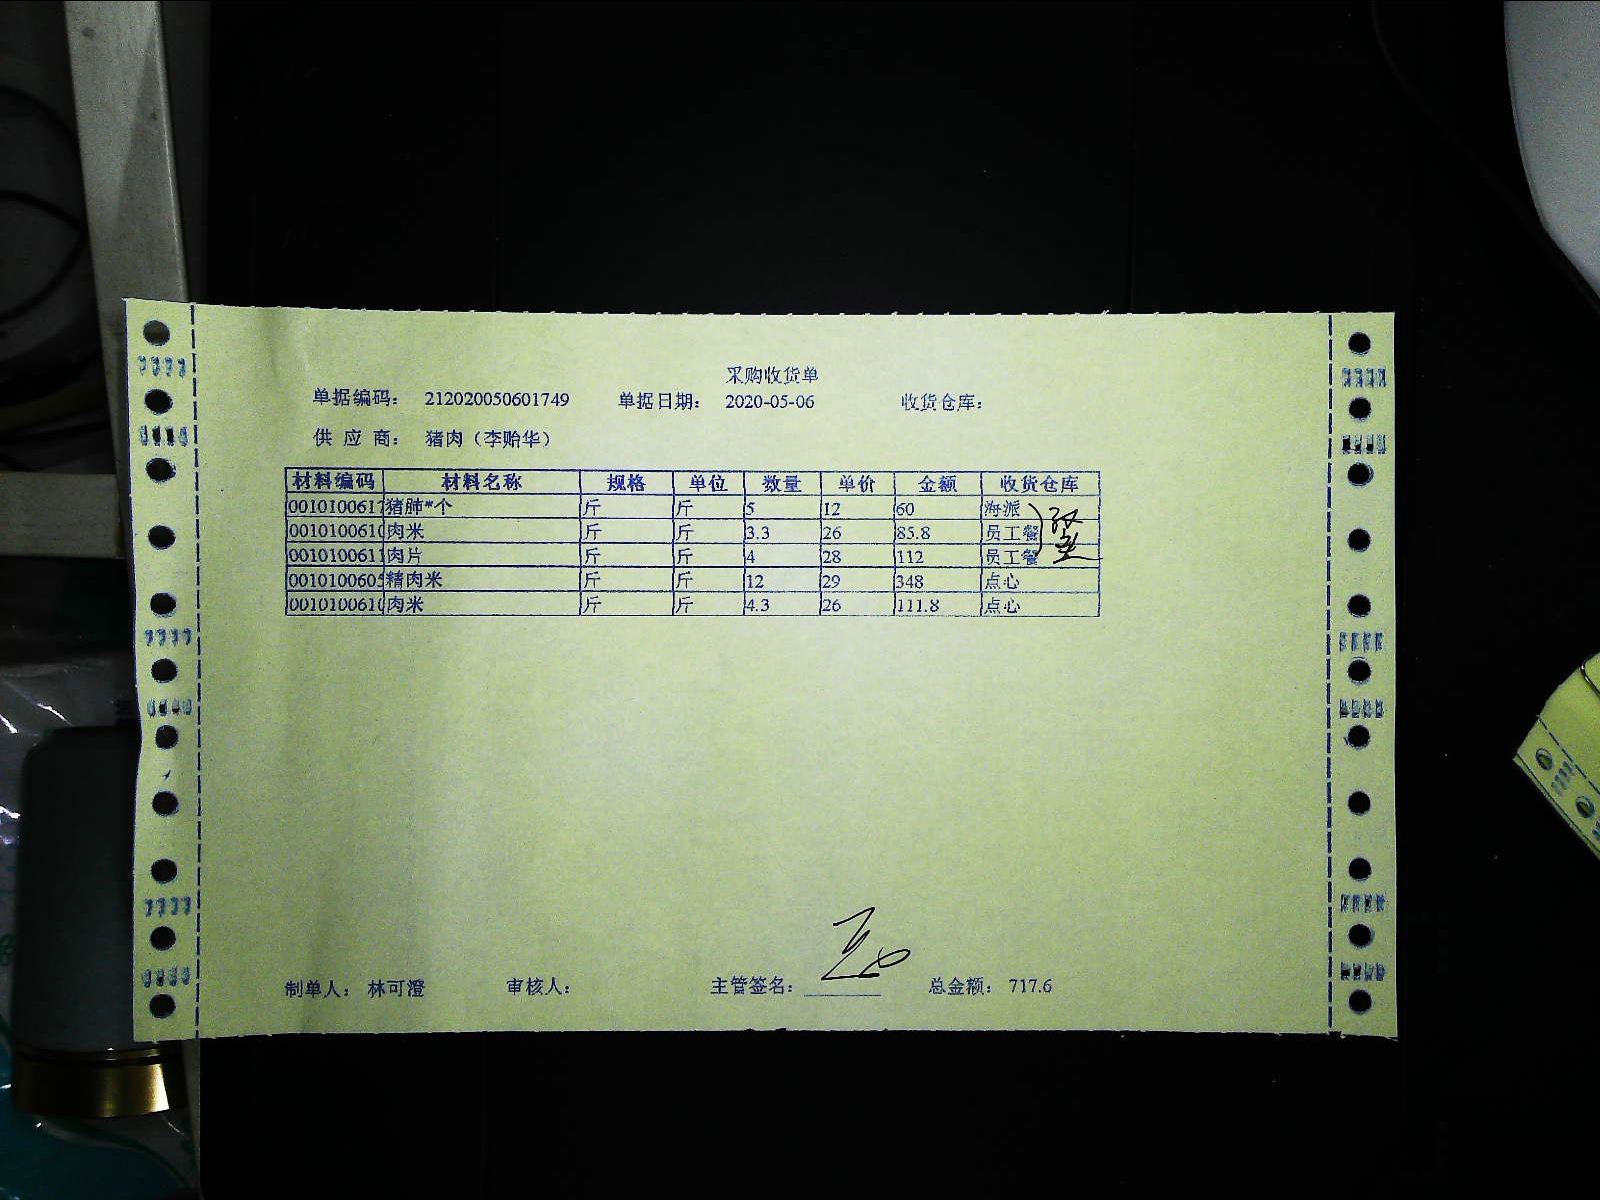 采购收货单
单据编码： 212020050601749 单据日期： 2020-05-06 收货仓库：
供 应 商： 猪肉（李贻华）
材料编码 材料名称 规格 单位 数量 单价 金额 收货仓库
0010100617 猪肺*个 斤 斤 5 12 60 海派
0010100610 肉米 斤 斤 3.3 26 85.8 员工餐
0010100611 肉片 斤 斤 4 28 112 员工餐
0010100605 精肉米 斤 斤 12 29 348 点心
0010100610 肉米 斤 斤 4.3 26 111.8 点心
制单人： 林可澄 审核人： 主管签名： 总金额： 717.6